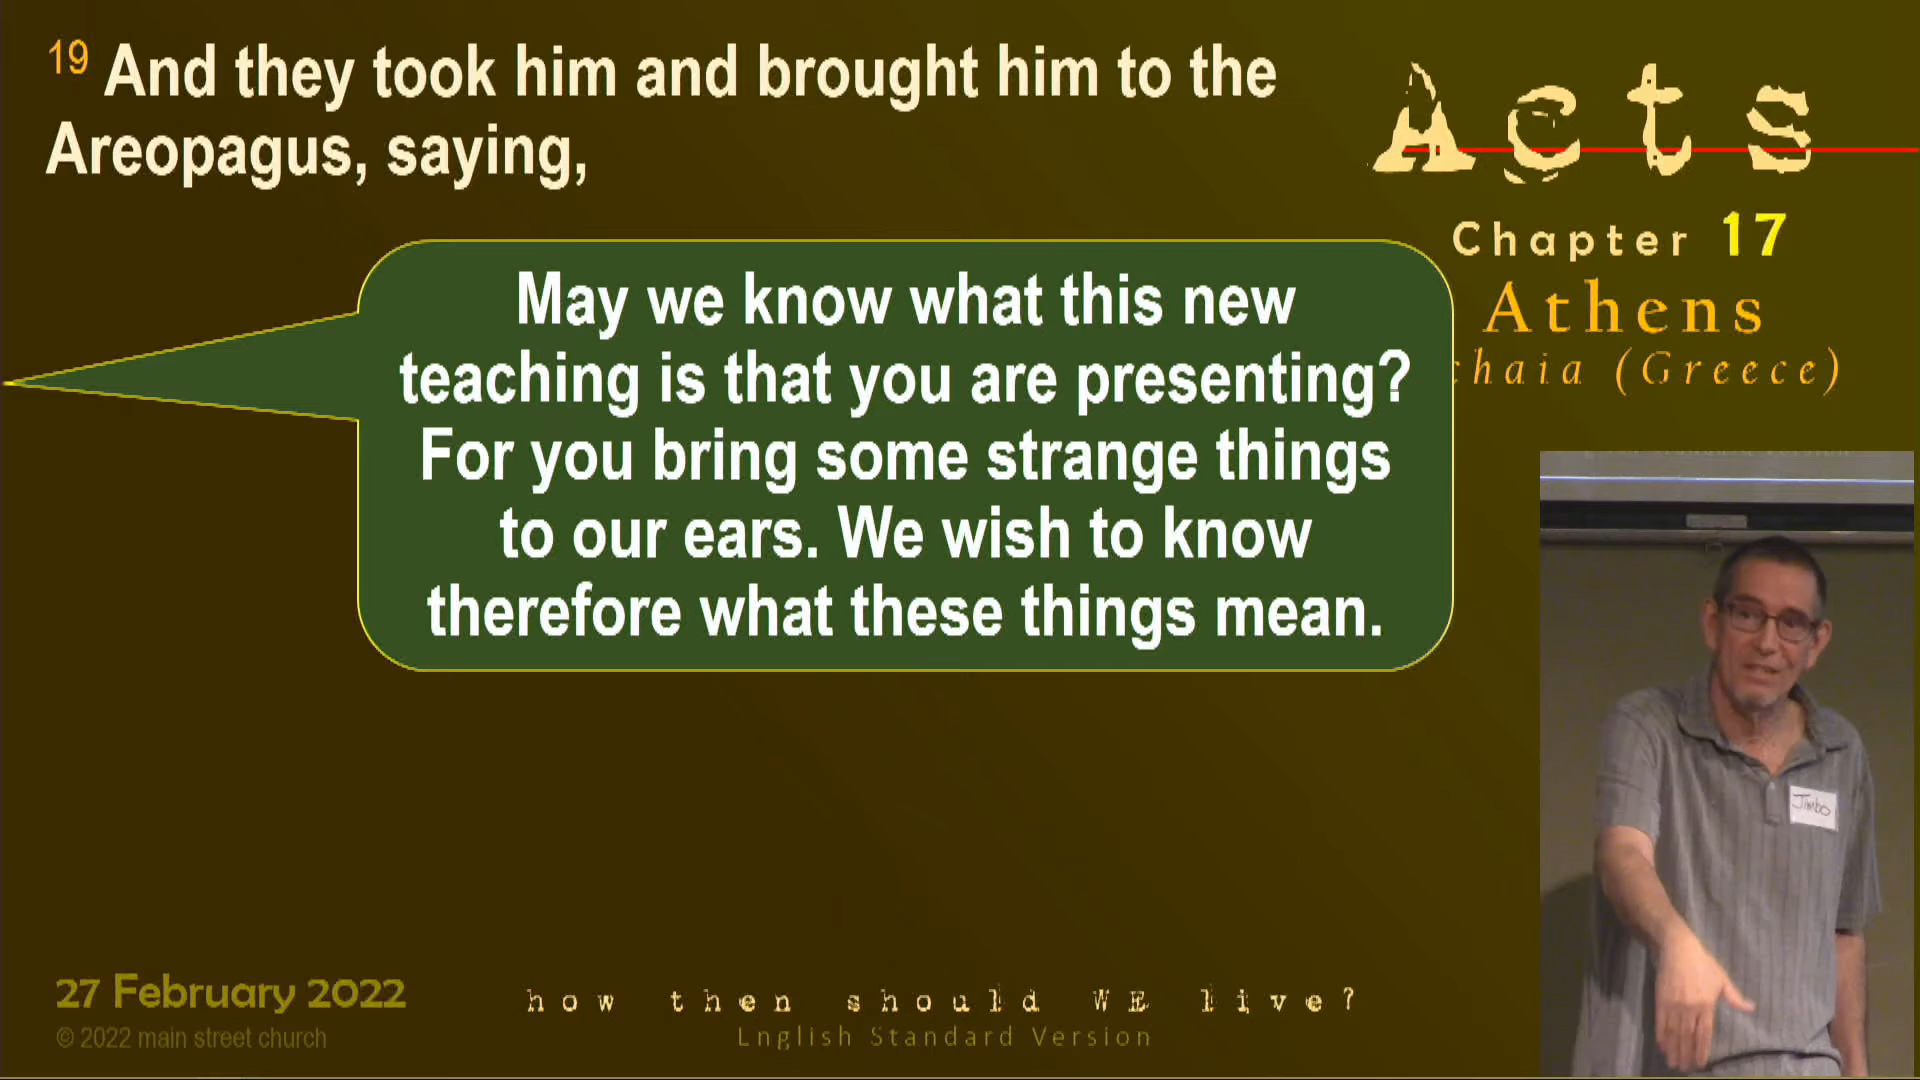 19 And they took him and brought him to the
Areopagus, saying,
May we know what this new
teaching is that you are presenting?
For you bring some strange things
to our ears. We wish to know
therefore what these things mean.
Acts
Chapter 17
Athens
chaia (Greece)
Jimbo
27 February 2022
© 2022 main street church
how then should WE live?
English Standard Version